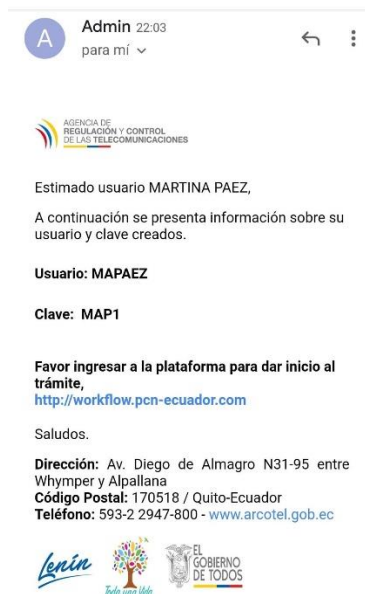 A
Admin 22:03
para mí
AGENCIA DE
REGULACIÓN Y CONTROL
DE LAS TELECOMUNICACIONES
Estimado usuario MARTINA PAEZ,
A continuación se presenta información sobre su
usuario y clave creados.
Usuario: MAPAEZ
Clave: MAP1
Favor ingresar a la plataforma para dar inicio al
trámite,
http://workflow.pcn-ecuador.com
Saludos.
Dirección: Av. Diego de Almagro N31-95 entre
Whymper y Alpallana
Código Postal: 170518 / Quito-Ecuador
Teléfono: 593-2 2947-800 - www.arcotel.gob.ec
Lenín
Toda una Vida
EL
GOBIERNO
DE TODOS